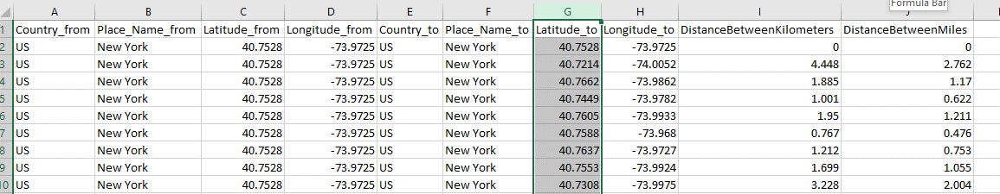 Formula Bar
A B C D E F G H I J
1 Country_from Place_Name_from Latitude_from Longitude_from Country_to Place_Name_to Latitude_to Longitude_to DistanceBetweenKilometers DistanceBetweenMiles
2 US New York 40.7528 -73.9725 US New York 40.7528 -73.9725 0 0
3 US New York 40.7528 -73.9725 US New York 40.7214 -74.0052 4.448 2.762
4 US New York 40.7528 -73.9725 US New York 40.7662 -73.9862 1.885 1.17
5 US New York 40.7528 -73.9725 US New York 40.7449 -73.9782 1.001 0.622
6 US New York 40.7528 -73.9725 US New York 40.7605 -73.9933 1.95 1.211
7 US New York 40.7528 -73.9725 US New York 40.7588 -73.968 0.767 0.476
8 US New York 40.7528 -73.9725 US New York 40.7637 -73.9727 1.212 0.753
9 US New York 40.7528 -73.9725 US New York 40.7553 -73.9924 1.699 1.055
10 US New York 40.7528 -73.9725 US New York 40.7308 -73.9975 3.228 2.004